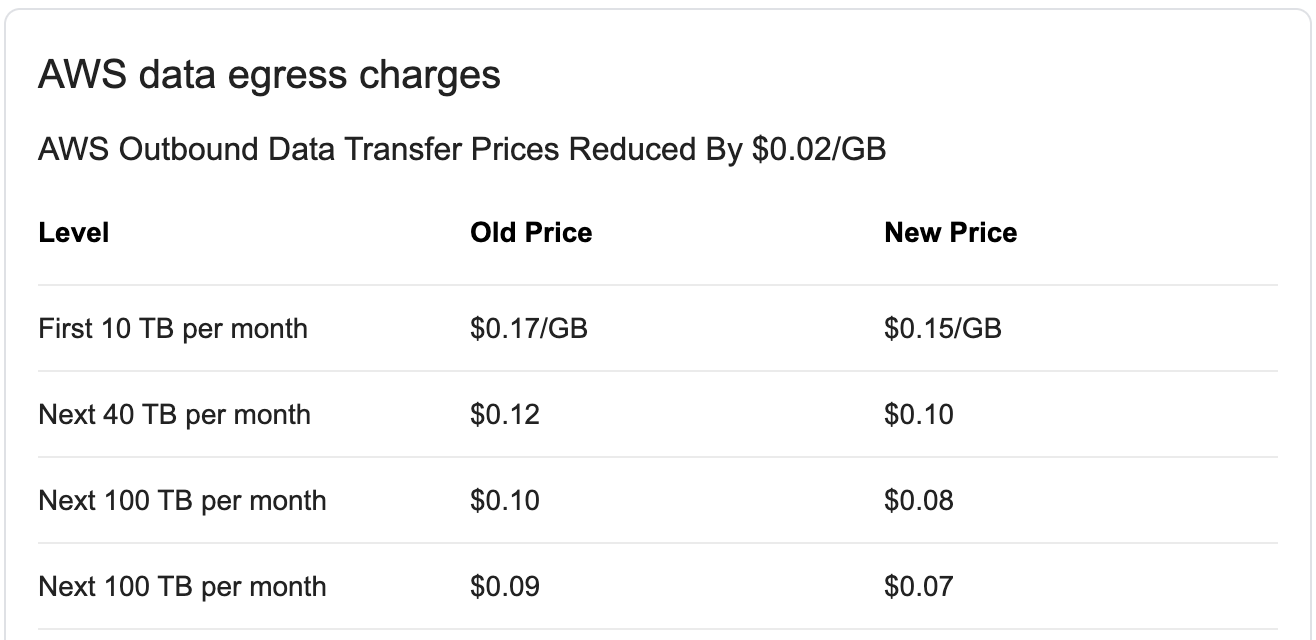 AWS data egress charges
AWS Outbound Data Transfer Prices Reduced By $0.02/GB
Level Old Price New Price
First 10 TB per month $0.17/GB $0.15/GB
Next 40 TB per month $0.12 $0.10
Next 100 TB per month $0.10 $0.08
Next 100 TB per month $0.09 $0.07